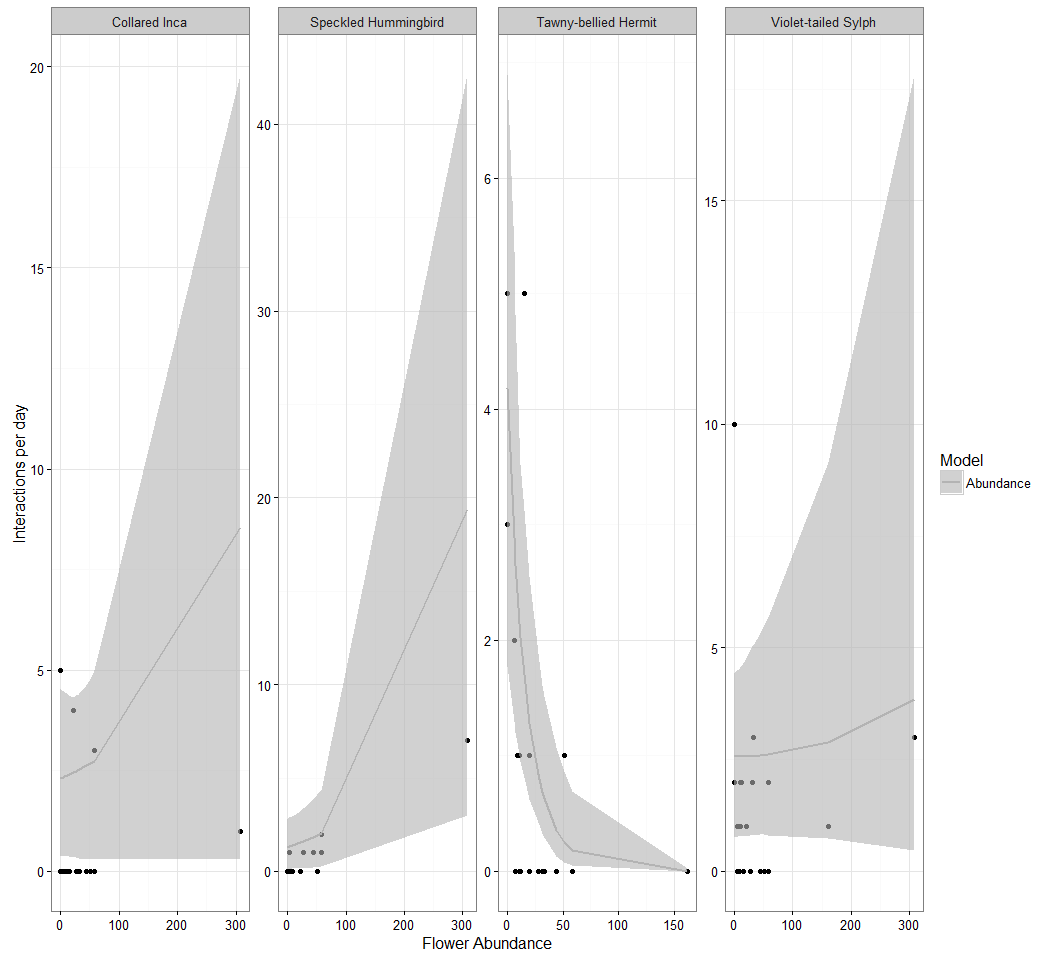 Collared Inca
Speckled Hummingbird
Tawny-bellied Hermit
Violet-tailed Sylph
Interactions per day
20
15
10
5
0
40
30
20
10
0
6
4
2
0
15
10
5
0
0 100 200 300
0 100 200 300
0 50 100 150
0 100 200 300
Flower Abundance
Model
Abundance